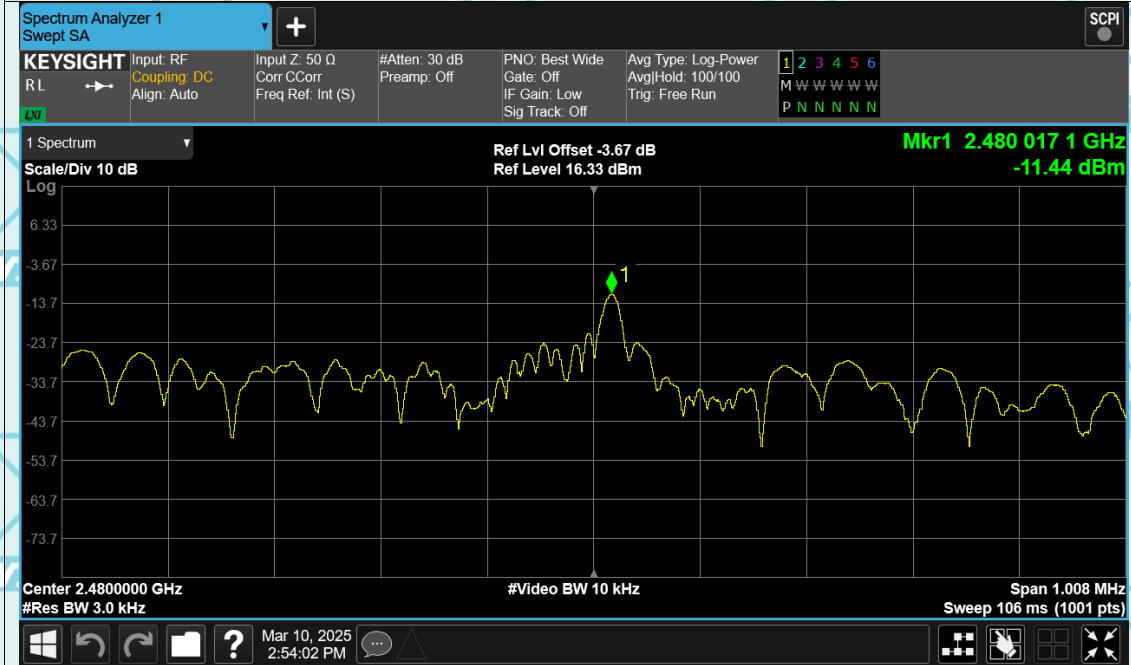 Spectrum Analyzer 1
Swept SA
+
SCPI
KEYSIGHT
R L
LXI
Input: RF
Coupling: DC
Align: Auto
Input Z: 50 Ω
Corr CCorr
Freq Ref: Int (S)
#Atten: 30 dB
Preamp: Off
PNO: Best Wide
Gate: Off
IF Gain: Low
Sig Track: Off
Avg Type: Log-Power
Avg|Hold: 100/100
Trig: Free Run
1 2 3 4 5 6
M W W W W W
P N N N N N
1 Spectrum
Scale/Div 10 dB
Log
Ref Lvl Offset -3.67 dB
Ref Level 16.33 dBm
Mkr1 2.480 017 1 GHz
-11.44 dBm
6.33
-3.67
-13.7
-23.7
-33.7
-43.7
-53.7
-63.7
-73.7
1
Center 2.4800000 GHz
#Res BW 3.0 kHz
#Video BW 10 kHz
Span 1.008 MHz
Sweep 106 ms (1001 pts)
?
Mar 10, 2025
2:54:02 PM